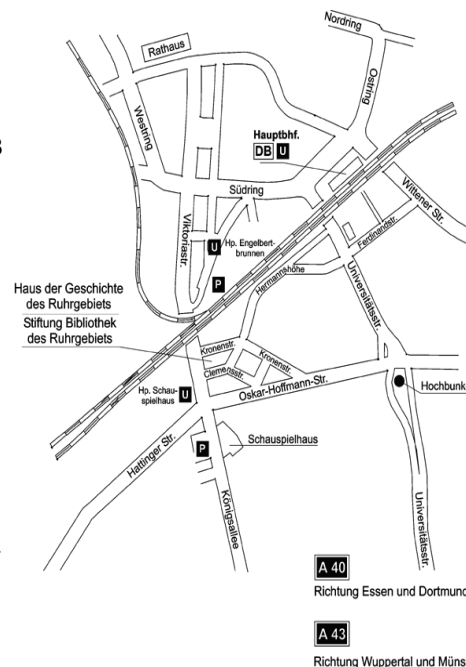 Nordring
Rathaus
Ostring
Westring
Hauptbhf.
DB U
Wittener Str.
Südring
Ferdinandstr.
Viktoriastr.
U
Hp. Engelbert-
brunnen
P
Hermannshöhe
Universitätsstr.
Haus der Geschichte
des Ruhrgebiets
Stiftung Bibliothek
des Ruhrgebiets
Kronenstr.
Kronenstr.
Clemensstr.
Hp. Schau-
spielhaus
U
Oskar-Hoffmann-Str.
Hochbunke
Hattinger Str.
P
Schauspielhaus
Königsallee
Universitätsstr.
A 40
Richtung Essen und Dortmund
A 43
Richtung Wuppertal und Müns